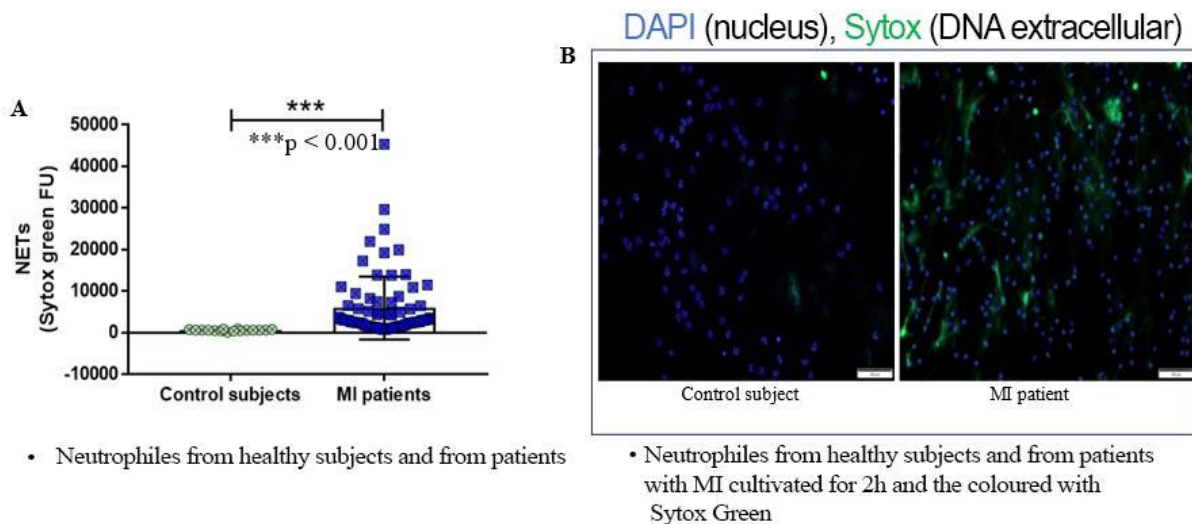 DAPI (nucleus), Sytox (DNA extracellular)
A
***
***p < 0.001
50000
40000
30000
20000
10000
0
-10000
NETs
(Sytox green FU)
Control subjects
MI patients
• Neutrophiles from healthy subjects and from patients
B
Control subject
MI patient
• Neutrophiles from healthy subjects and from patients
with MI cultivated for 2h and the coloured with
Sytox Green